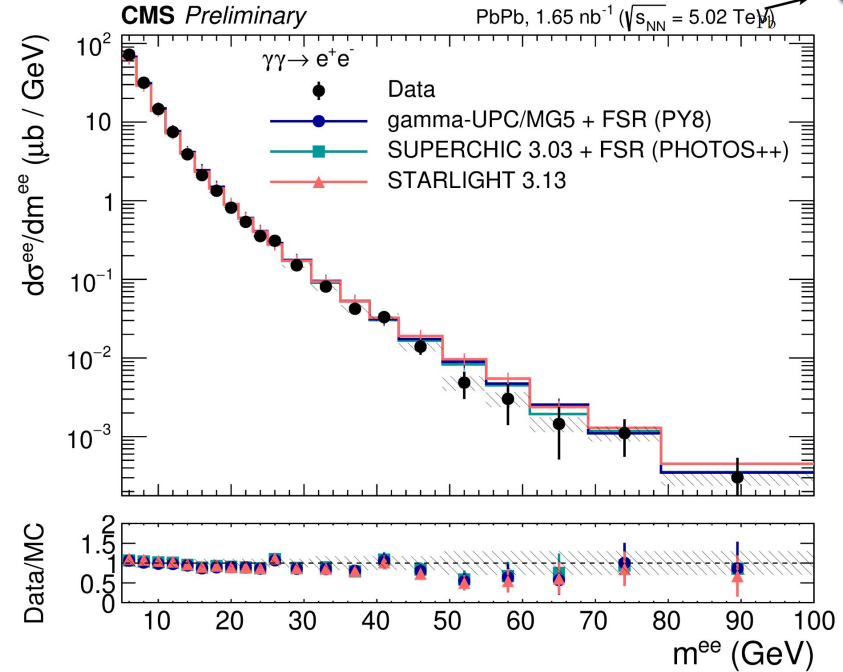 CMS Preliminary
PbPb, 1.65 nb⁻¹ (√s_NN = 5.02 TeV)
γγ → e⁺e⁻
Data
gamma-UPC/MG5 + FSR (PY8)
SUPERCHIC 3.03 + FSR (PHOTOS++)
STARLIGHT 3.13
dσᵉᵉ/dmᵉᵉ (μb / GeV)
10²
10
1
10⁻¹
10⁻²
10⁻³
Data/MC
2
1.5
1
0.5
0
10 20 30 40 50 60 70 80 90 100
mᵉᵉ (GeV)